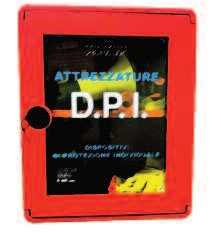 ATTREZZATURE
D.P.I.
DISPOSITIVI
DI PROTEZIONE INDIVIDUALE